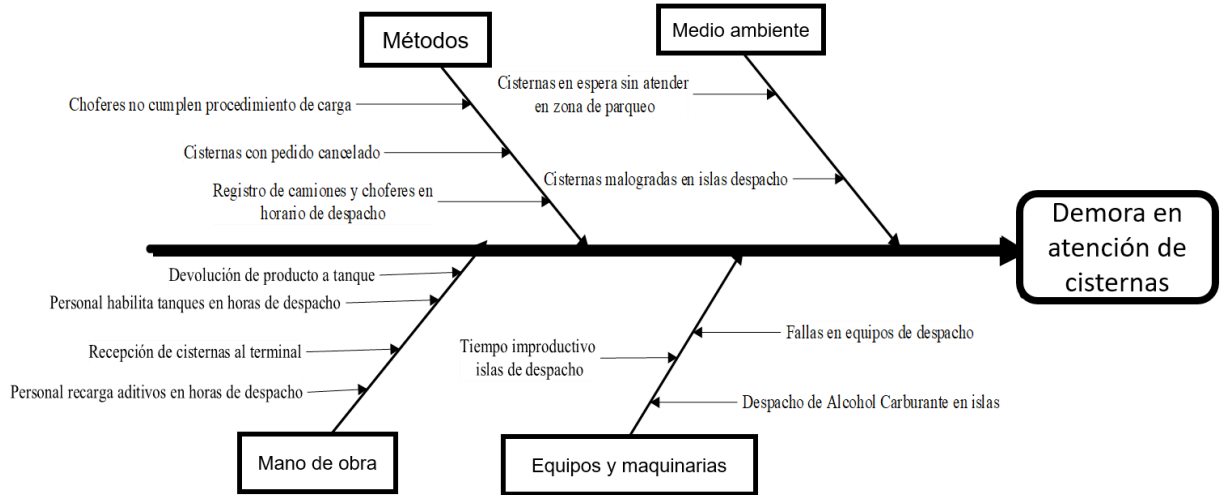 Métodos
Medio ambiente
Choferes no cumplen procedimiento de carga
Cisternas con pedido cancelado
Registro de camiones y choferes en
horario de despacho
Cisternas en espera sin atender
en zona de parqueo
Cisternas malogradas en islas despacho
Demora en
atención de
cisternas
Devolución de producto a tanque
Personal habilita tanques en horas de despacho
Recepción de cisternas al terminal
Personal recarga aditivos en horas de despacho
Fallas en equipos de despacho
Tiempo improductivo
islas de despacho
Despacho de Alcohol Carburante en islas
Mano de obra
Equipos y maquinarias